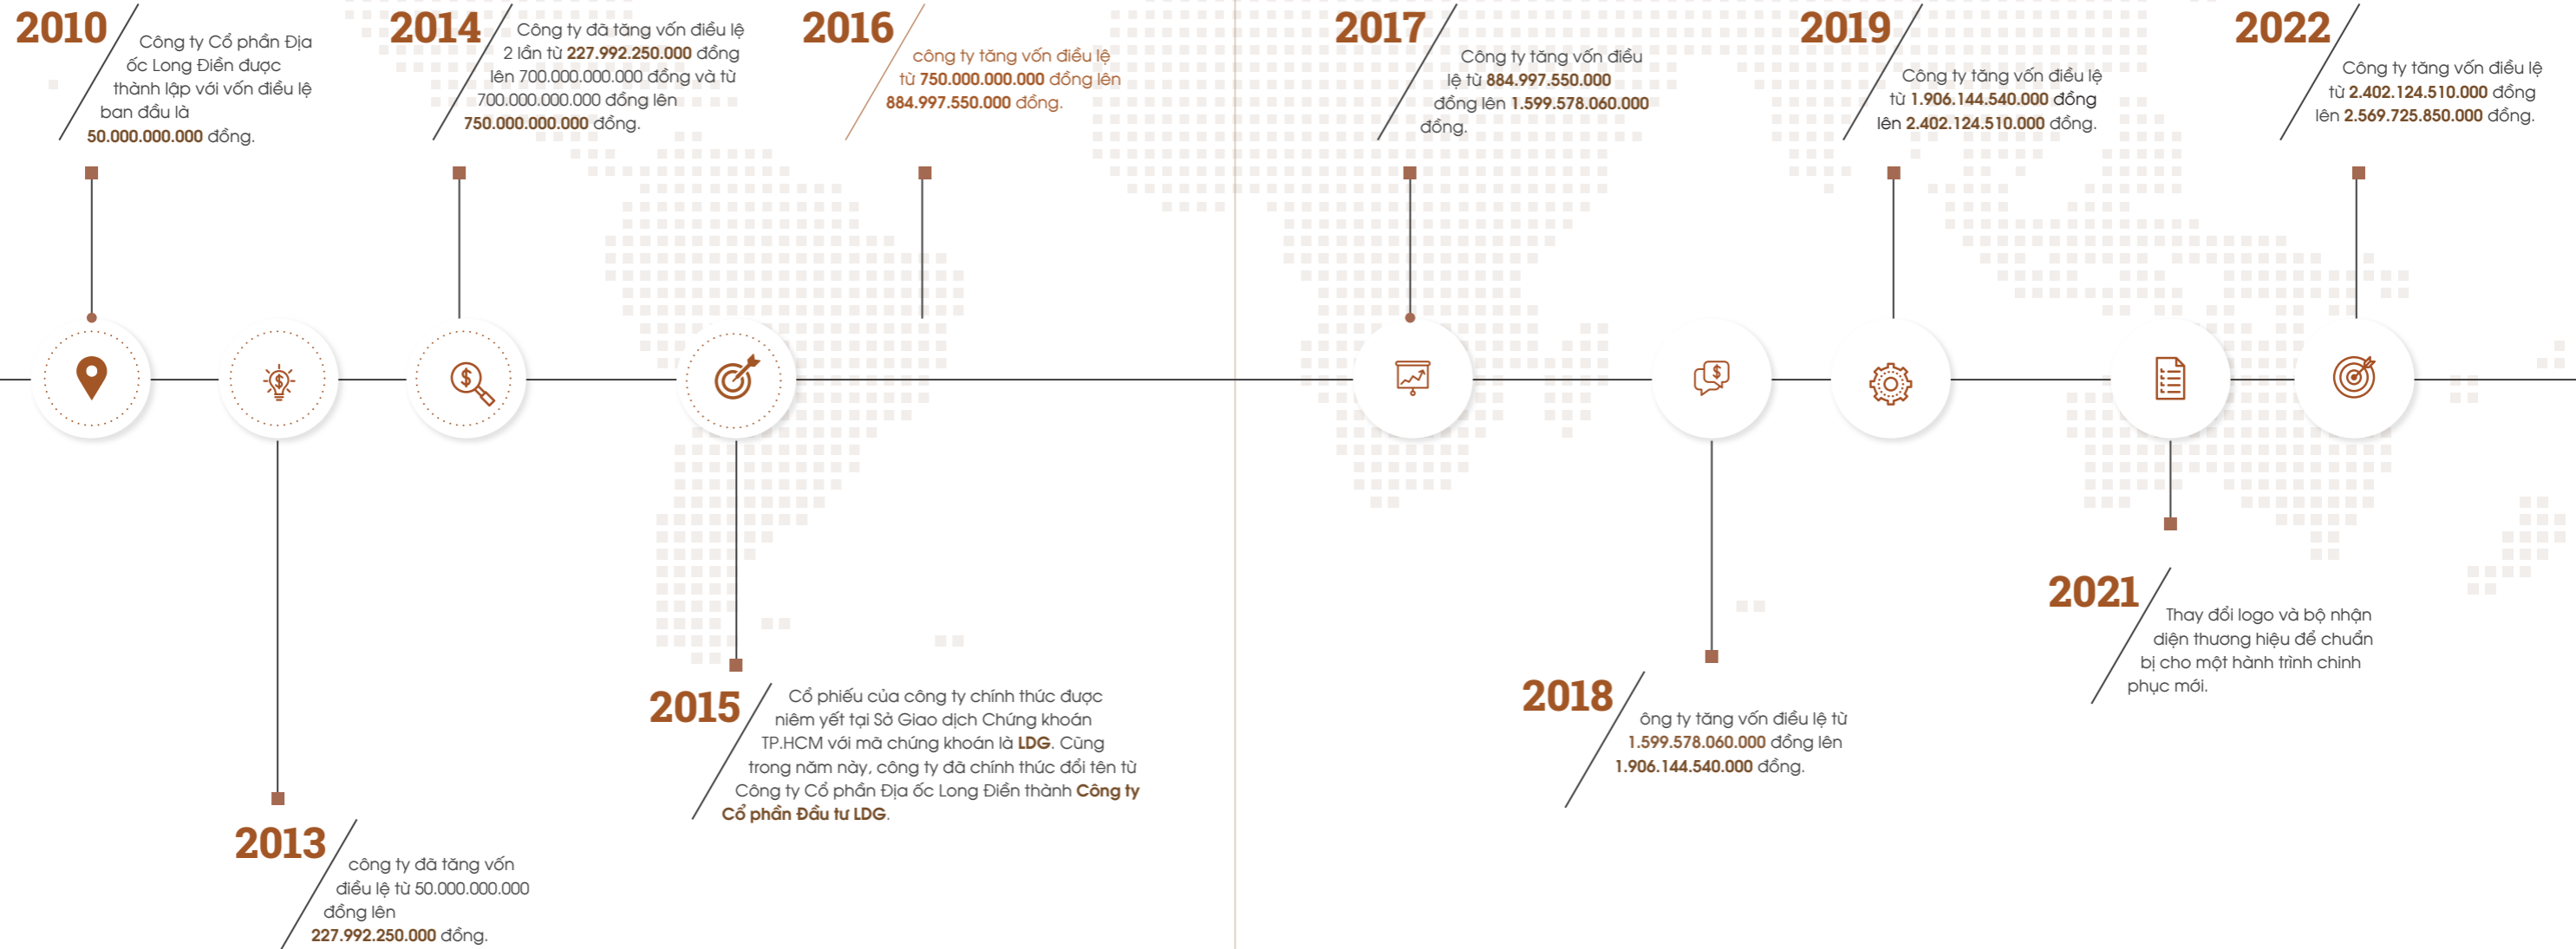 2010
Công ty Cổ phần Địa
ốc Long Điền được
thành lập với vốn điều lệ
ban đầu là
50.000.000.000 đồng.
2013
công ty đã tăng vốn
điều lệ từ 50.000.000.000
đồng lên
227.992.250.000 đồng.
2014
Công ty đã tăng vốn điều lệ
2 lần từ 227.992.250.000 đồng
lên 700.000.000.000 đồng và từ
700.000.000.000 đồng lên
750.000.000.000 đồng.
2015
Cổ phiếu của công ty chính thức được
niêm yết tại Sở Giao dịch Chứng khoán
TP.HCM với mã chứng khoán là LDG. Cũng
trong năm này, công ty đã chính thức đổi tên từ
Công ty Cổ phần Địa ốc Long Điền thành Công ty
Cổ phần Đầu tư LDG.
2016
công ty tăng vốn điều lệ
từ 750.000.000.000 đồng lên
884.997.550.000 đồng.
2017
Công ty tăng vốn điều
lệ từ 884.997.550.000
đồng lên 1.599.578.060.000
đồng.
2018
ông ty tăng vốn điều lệ từ
1.599.578.060.000 đồng lên
1.906.144.540.000 đồng.
2019
Công ty tăng vốn điều lệ
từ 1.906.144.540.000 đồng
lên 2.402.124.510.000 đồng.
2021
Thay đổi logo và bộ nhận
diện thương hiệu để chuẩn
bị cho một hành trình chinh
phục mới.
2022
Công ty tăng vốn điều lệ
từ 2.402.124.510.000 đồng
lên 2.569.725.850.000 đồng.